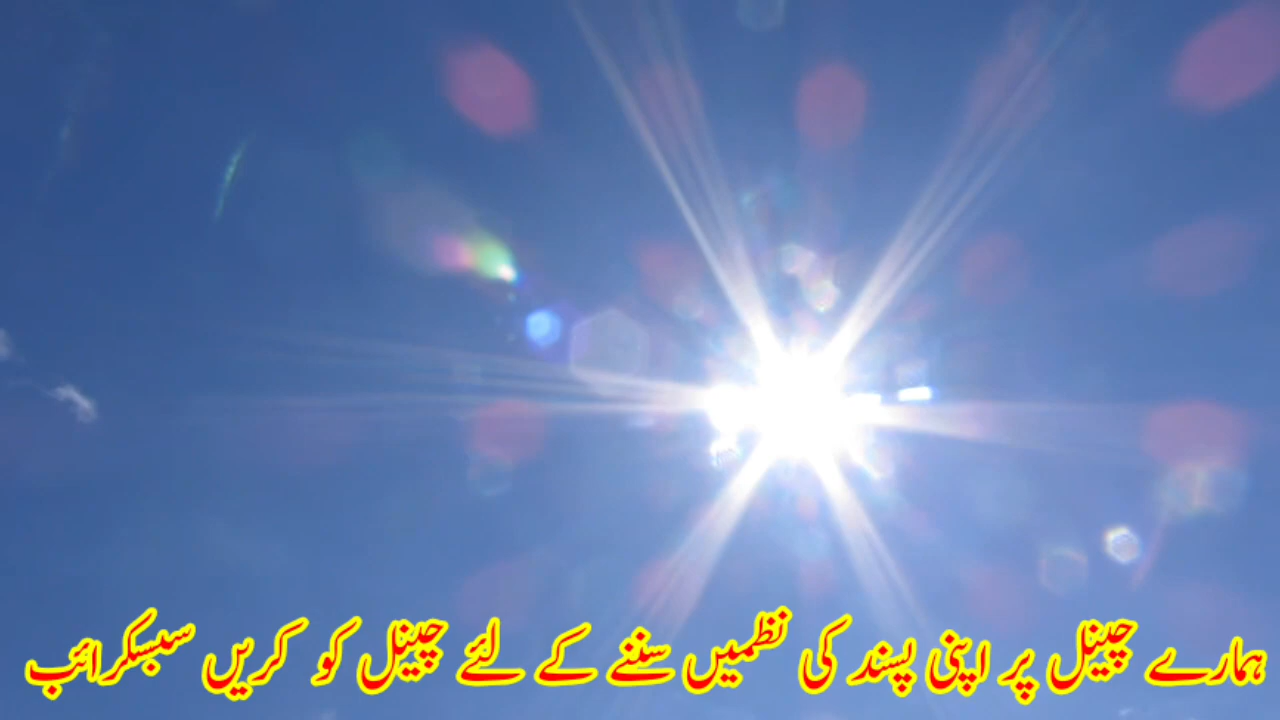 ہمارے چینل پر اپنی پسند کی نظمیں سننے کے لئے چینل کو کریں سبسکرائب